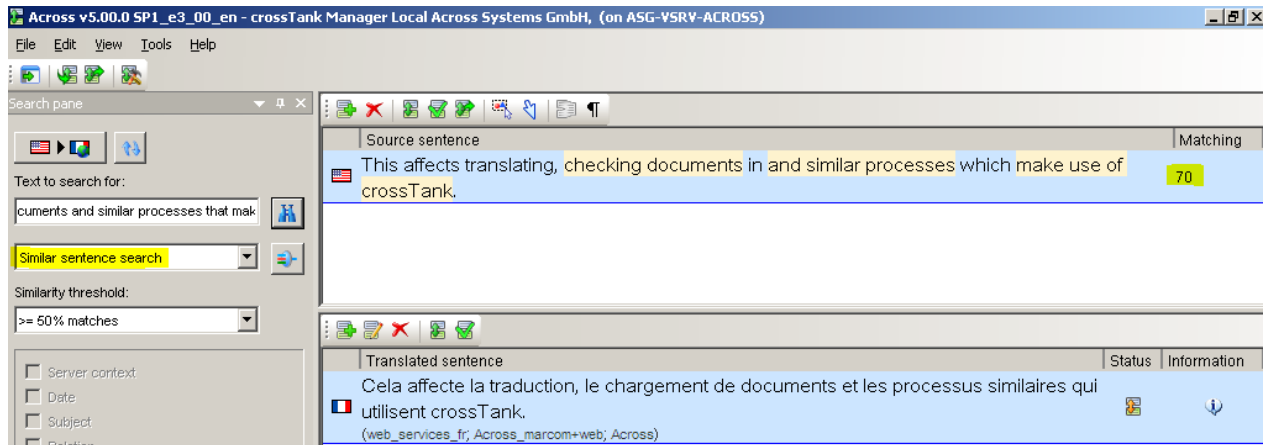 Across v5.00.0 SP1_e3_00_en - crossTank Manager Local Across Systems GmbH, (on ASG-VSRV-ACROSS)
File Edit View Tools Help
Search pane
Text to search for:
cuments and similar processes that mak
Similar sentence search
Similarity threshold:
>= 50% matches
Server context
Date
Subject
Relation
Source sentence Matching
This affects translating, checking documents in and similar processes which make use of
crossTank. 70
Translated sentence Status Information
Cela affecte la traduction, le chargement de documents et les processus similaires qui
utilisent crossTank.
(web_services_fr; Across_marcom+web; Across)